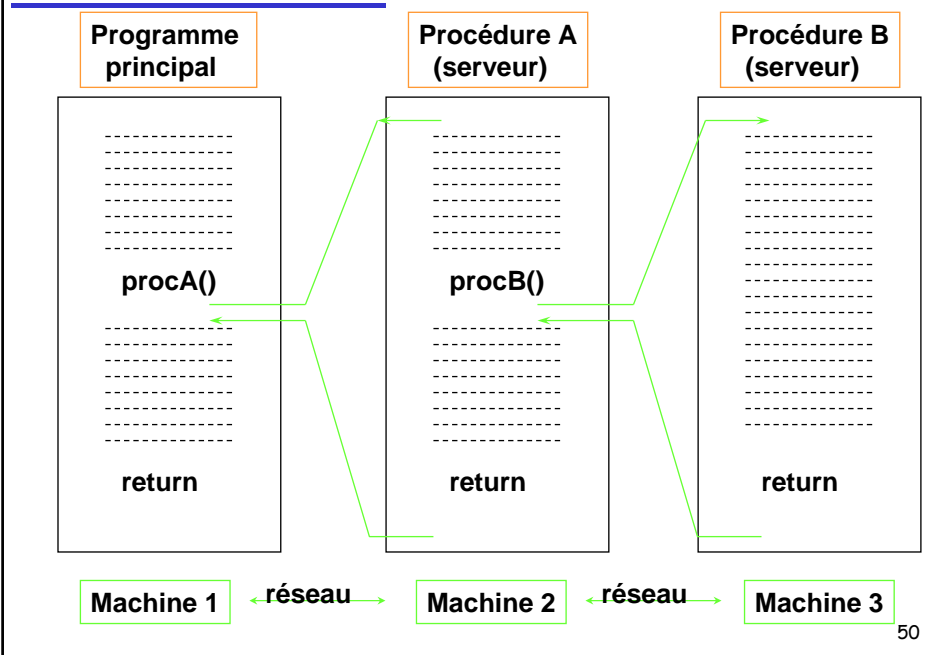 Programme
principal
Procédure A
(serveur)
Procédure B
(serveur)
procA()
return
procB()
return
return
Machine 1
réseau
Machine 2
réseau
Machine 3
50